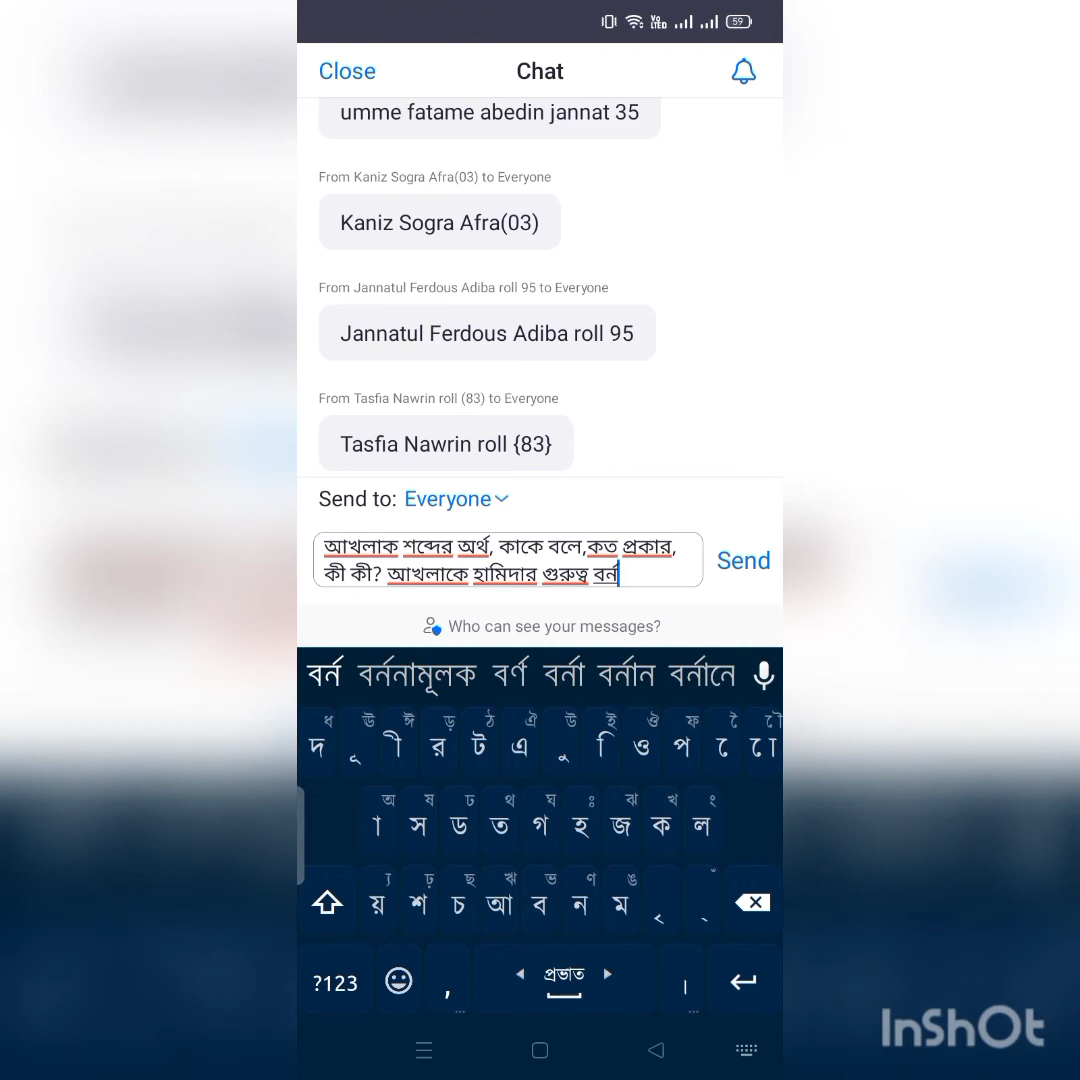 Vo
LTED
59
Close
Chat
umme fatame abedin jannat 35
From Kaniz Sogra Afra(03) to Everyone
Kaniz Sogra Afra(03)
From Jannatul Ferdous Adiba roll 95 to Everyone
Jannatul Ferdous Adiba roll 95
From Tasfia Nawrin roll (83) to Everyone
Tasfia Nawrin roll {83}
Send to: Everyone
আখলাক শব্দের অর্থ, কাকে বলে,কত প্রকার,
কী কী? আখলাকে হামিদার গুরুত্ব বর্ন
Send
Who can see your messages?
বর্ন বর্ননামূলক বর্ণ বর্না বর্নান বর্নানে
ধ ঊ ঈ ড় ঠ ঐ উ ই ঔ ফ ৈ ৌ
দ ূ ী র ট এ ু ি ও প ে ো
অ ষ ঢ থ ঘ ঃ ঝ খ ং
া স ড ত গ হ জ ক ল
্য ঢ় ছ ঋ ভ ণ ঙ ঁ
য় শ চ আ ব ন ম ৃ ্
?123 , প্রভাত ।
InShOt